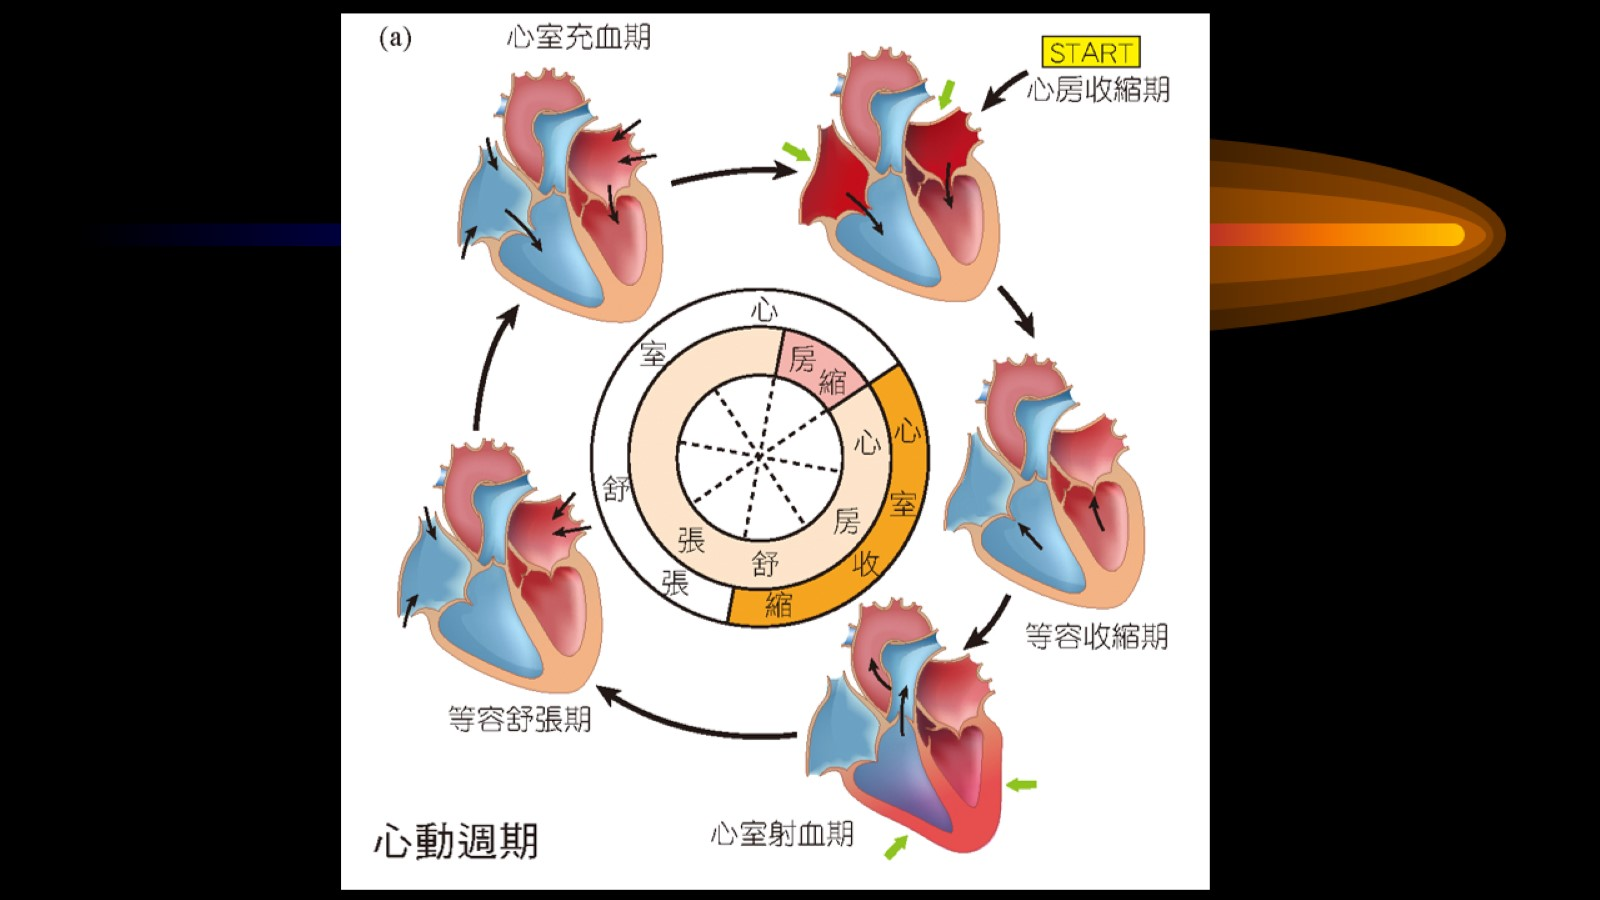 (a)
心室充血期
START
心房收縮期
心室舒張
房縮
心房舒張
心室收縮
等容收縮期
等容舒張期
心室射血期
心動週期